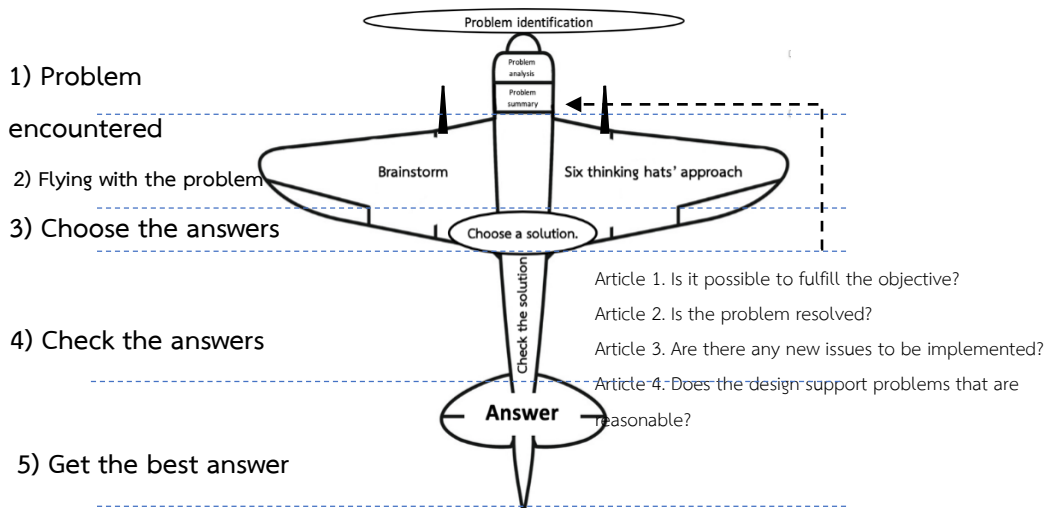 Problem identification
Problem
analysis
Problem
summary
1) Problem
encountered
2) Flying with the problem
Brainstorm
Six thinking hats' approach
3) Choose the answers
Choose a solution.
Check the solution
Article 1. Is it possible to fulfill the objective?
Article 2. Is the problem resolved?
4) Check the answers
Article 3. Are there any new issues to be implemented?
Article 4. Does the design support problems that are
reasonable?
Answer
5) Get the best answer